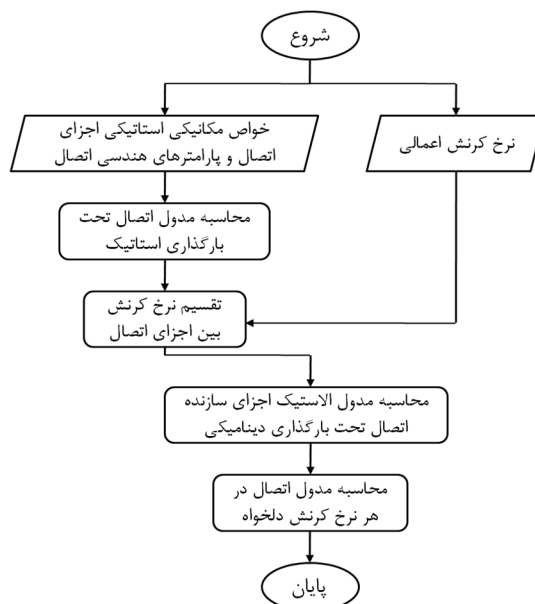 شروع
خواص مکانیکی استاتیکی اجزای
اتصال و پارامترهای هندسی اتصال
نرخ کرنش اعمالی
محاسبه مدول اتصال تحت
بارگذاری استاتیک
تقسیم نرخ کرنش
بین اجزای اتصال
محاسبه مدول الاستیک اجزای سازنده
اتصال تحت بارگذاری دینامیکی
محاسبه مدول اتصال در
هر نرخ کرنش دلخواه
پایان